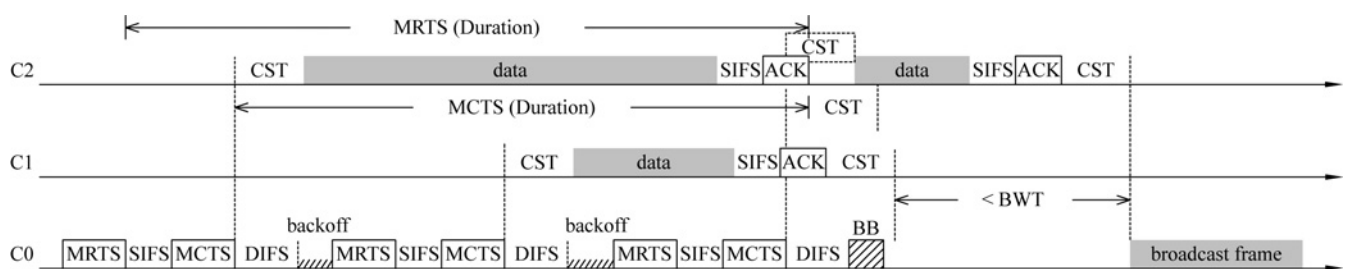 MRTS (Duration)
CST
C2 CST data SIFS ACK data SIFS ACK CST
MCTS (Duration) CST
C1 CST data SIFS ACK CST
< BWT
backoff backoff BB
C0 MRTS SIFS MCTS DIFS MRTS SIFS MCTS DIFS MRTS SIFS MCTS DIFS broadcast frame